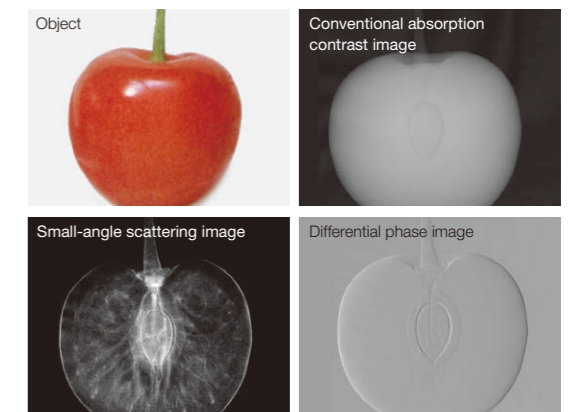 Object
Conventional absorption
contrast image
Small-angle scattering image
Differential phase image